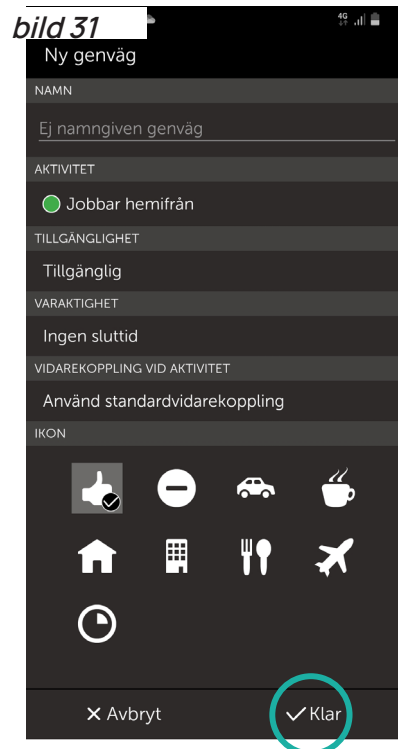 bild 31
4G
Ny genväg
NAMN
Ej namngiven genväg
AKTIVITET
Jobbar hemifrån
TILLGÄNGLIGHET
Tillgänglig
VARAKTIGHET
Ingen sluttid
VIDAREKOPPLING VID AKTIVITET
Använd standardvidarekoppling
IKON
Avbryt
Klar